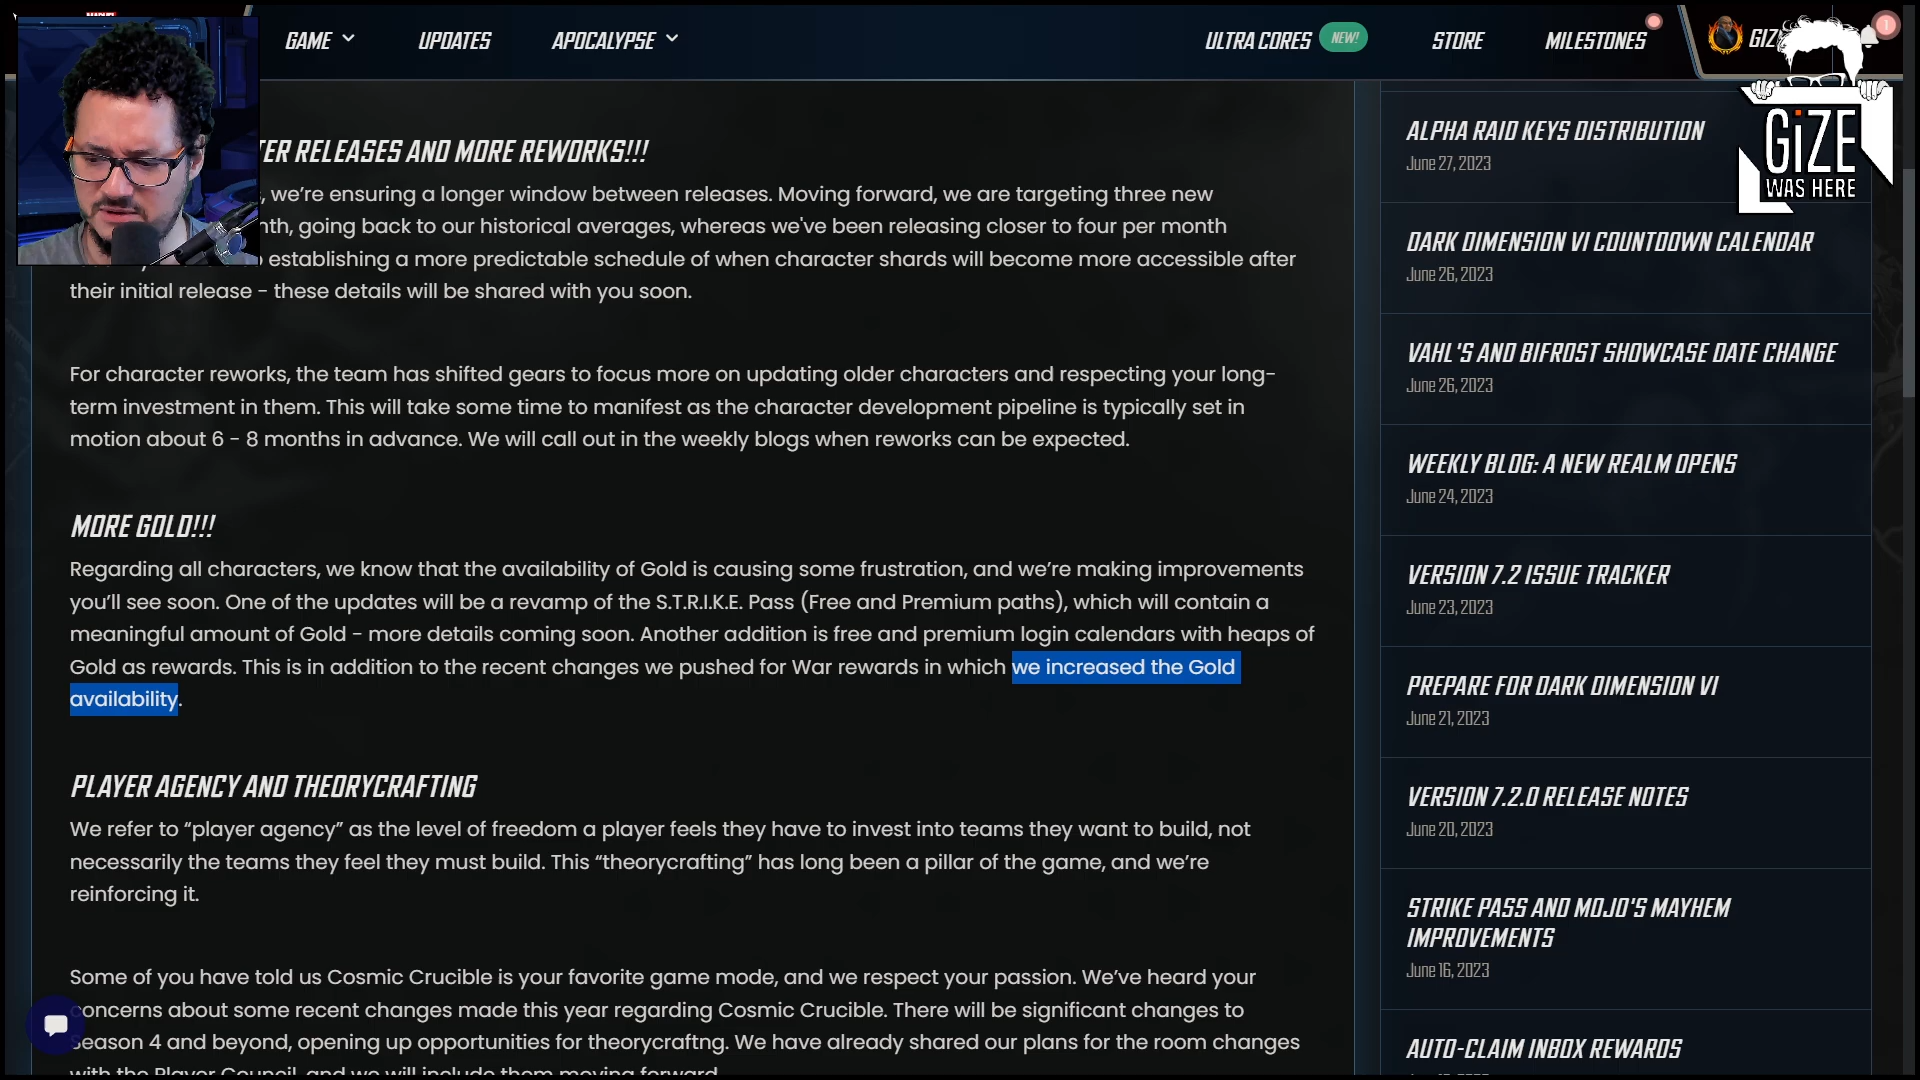 MARVEL
GAME
UPDATES
APOCALYPSE
ULTRA CORES
NEW!
STORE
MILESTONES
1
GiZE
WAS HERE
TER RELEASES AND MORE REWORKS!!!
, we're ensuring a longer window between releases. Moving forward, we are targeting three new
nth, going back to our historical averages, whereas we've been releasing closer to four per month
establishing a more predictable schedule of when character shards will become more accessible after
their initial release - these details will be shared with you soon.
For character reworks, the team has shifted gears to focus more on updating older characters and respecting your long-
term investment in them. This will take some time to manifest as the character development pipeline is typically set in
motion about 6 - 8 months in advance. We will call out in the weekly blogs when reworks can be expected.
MORE GOLD!!!
Regarding all characters, we know that the availability of Gold is causing some frustration, and we're making improvements
you'll see soon. One of the updates will be a revamp of the S.T.R.I.K.E. Pass (Free and Premium paths), which will contain a
meaningful amount of Gold - more details coming soon. Another addition is free and premium login calendars with heaps of
Gold as rewards. This is in addition to the recent changes we pushed for War rewards in which we increased the Gold
availability.
PLAYER AGENCY AND THEORYCRAFTING
We refer to “player agency” as the level of freedom a player feels they have to invest into teams they want to build, not
necessarily the teams they feel they must build. This “theorycrafting” has long been a pillar of the game, and we're
reinforcing it.
Some of you have told us Cosmic Crucible is your favorite game mode, and we respect your passion. We've heard your
concerns about some recent changes made this year regarding Cosmic Crucible. There will be significant changes to
Season 4 and beyond, opening up opportunities for theorycraftng. We have already shared our plans for the room changes
with the Player Council, and we will include them moving forward.
ALPHA RAID KEYS DISTRIBUTION
June 27, 2023
DARK DIMENSION VI COUNTDOWN CALENDAR
June 26, 2023
VAHL'S AND BIFROST SHOWCASE DATE CHANGE
June 26, 2023
WEEKLY BLOG: A NEW REALM OPENS
June 24, 2023
VERSION 7.2 ISSUE TRACKER
June 23, 2023
PREPARE FOR DARK DIMENSION VI
June 21, 2023
VERSION 7.2.0 RELEASE NOTES
June 20, 2023
STRIKE PASS AND MOJO'S MAYHEM
IMPROVEMENTS
June 16, 2023
AUTO-CLAIM INBOX REWARDS